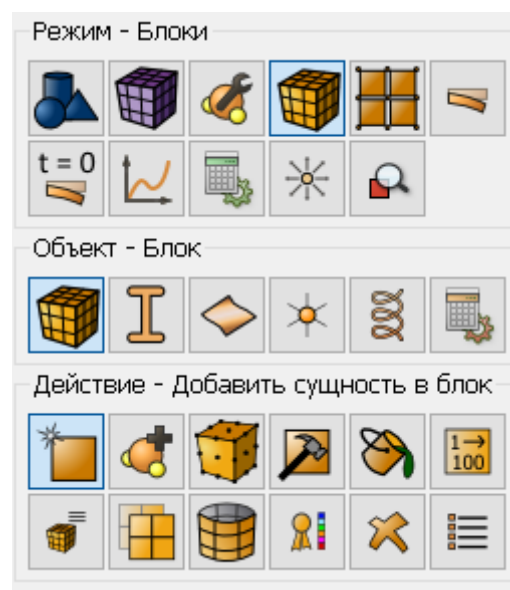 Режим - Блоки
t = 0
Объект - Блок
Действие - Добавить сущность в блок
1→
100